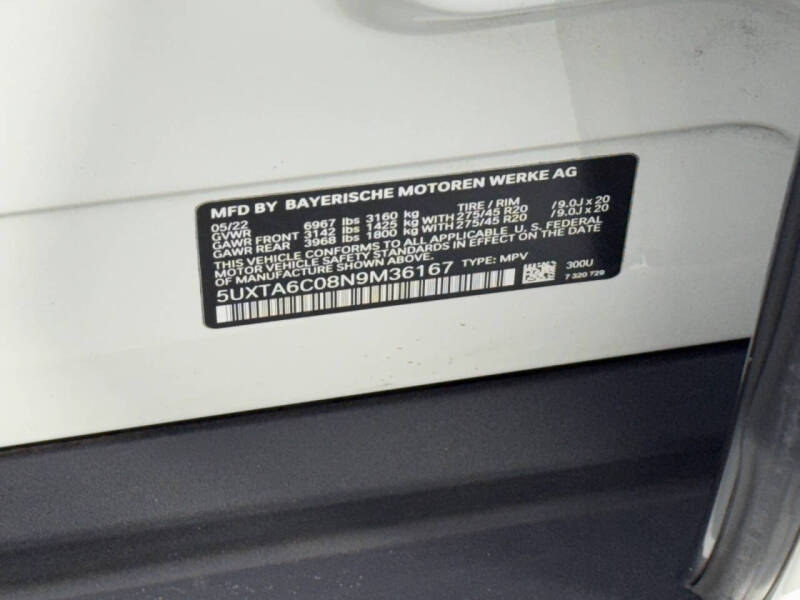 MFD BY BAYERISCHE MOTOREN WERKE AG
05/22 TIRE / RIM
GVWR 6967 lbs 3160 kg
GAWR FRONT 3142 lbs 1425 kg WITH 275/45 R20 /9.0J x 20
GAWR REAR 3968 lbs 1800 kg WITH 275/45 R20 /9.0J x 20
THIS VEHICLE CONFORMS TO ALL APPLICABLE U. S. FEDERAL
MOTOR VEHICLE SAFETY STANDARDS IN EFFECT ON THE DATE
OF MANUFACTURE SHOWN ABOVE.
5UXTA6C08N9M36167 TYPE: MPV 300U
7 320 729